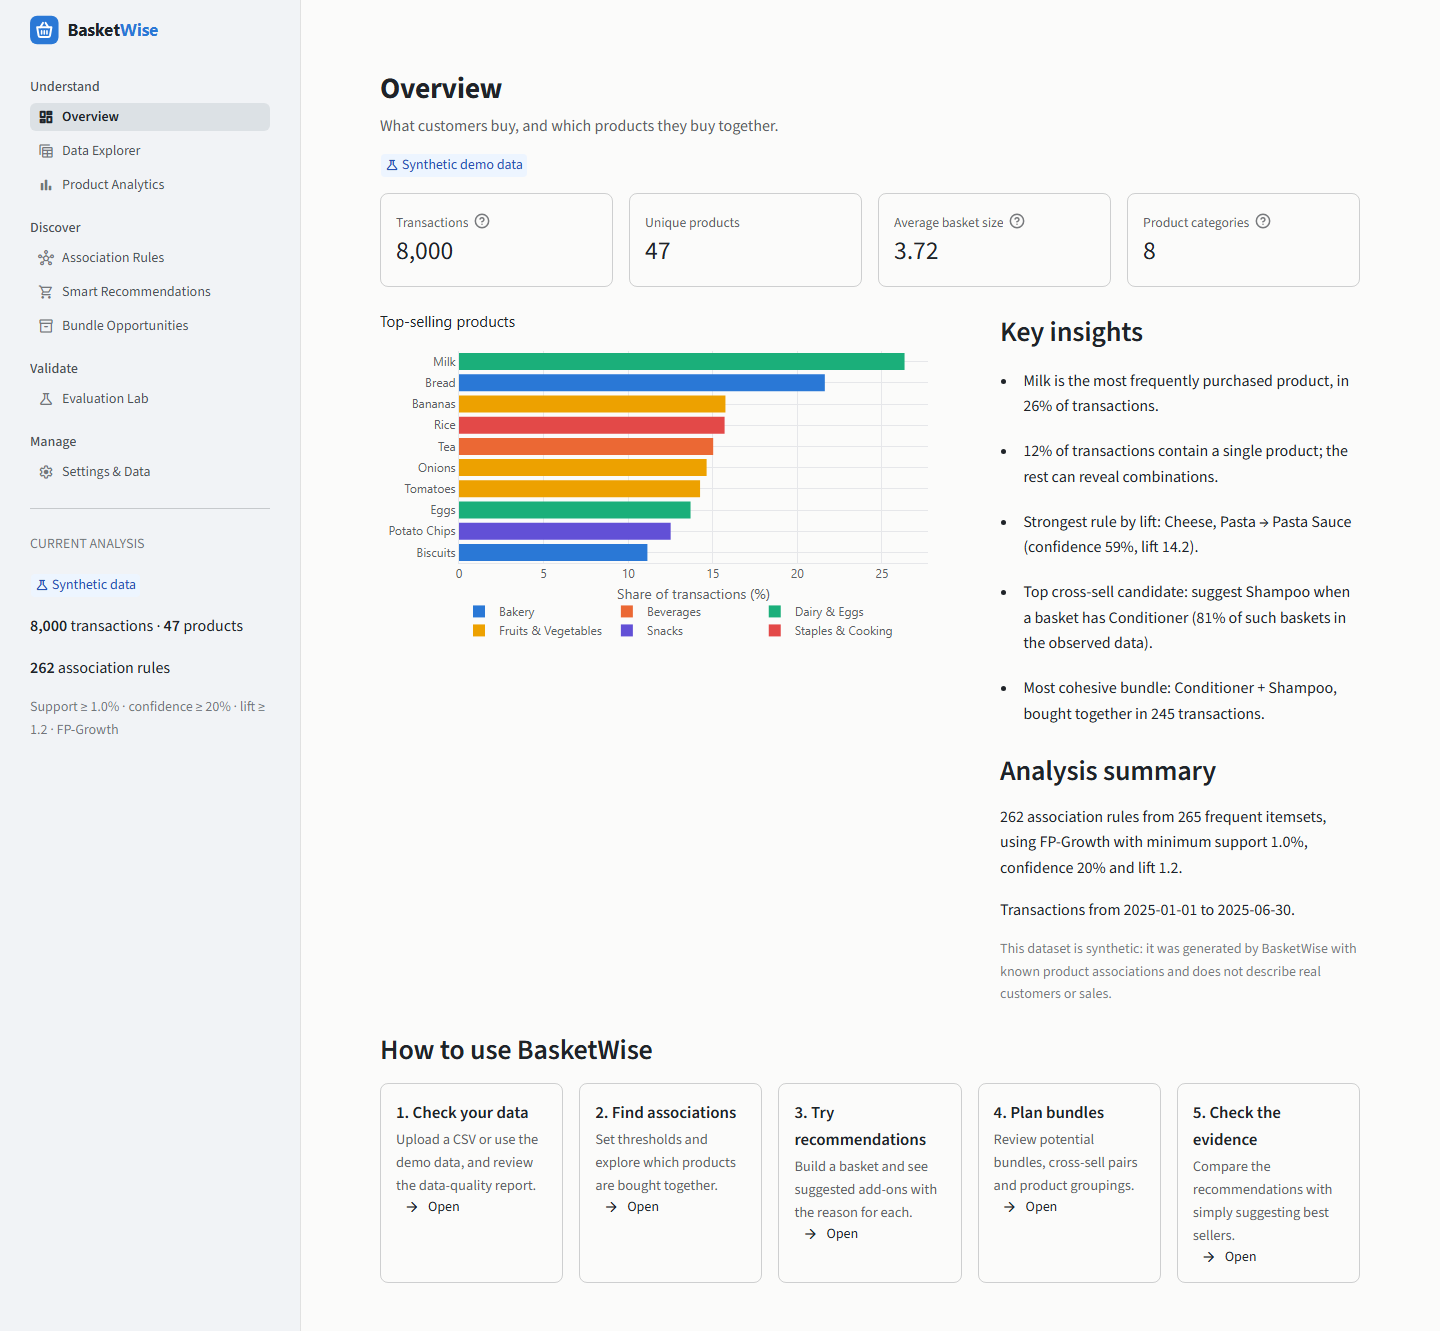 BasketWise
Understand
Overview
Data Explorer
Product Analytics
Discover
Association Rules
Smart Recommendations
Bundle Opportunities
Validate
Evaluation Lab
Manage
Settings & Data
CURRENT ANALYSIS
Synthetic data
8,000 transactions · 47 products
262 association rules
Support ≥ 1.0% · confidence ≥ 20% · lift ≥
1.2 · FP-Growth
Overview
What customers buy, and which products they buy together.
Synthetic demo data
Transactions
8,000
Unique products
47
Average basket size
3.72
Product categories
8
Top-selling products
Milk
Bread
Bananas
Rice
Tea
Onions
Tomatoes
Eggs
Potato Chips
Biscuits
0 5 10 15 20 25
Share of transactions (%)
Bakery Beverages Dairy & Eggs
Fruits & Vegetables Snacks Staples & Cooking
Key insights
• Milk is the most frequently purchased product, in
26% of transactions.
• 12% of transactions contain a single product; the
rest can reveal combinations.
• Strongest rule by lift: Cheese, Pasta → Pasta Sauce
(confidence 59%, lift 14.2).
• Top cross-sell candidate: suggest Shampoo when
a basket has Conditioner (81% of such baskets in
the observed data).
• Most cohesive bundle: Conditioner + Shampoo,
bought together in 245 transactions.
Analysis summary
262 association rules from 265 frequent itemsets,
using FP-Growth with minimum support 1.0%,
confidence 20% and lift 1.2.
Transactions from 2025-01-01 to 2025-06-30.
This dataset is synthetic: it was generated by BasketWise with
known product associations and does not describe real
customers or sales.
How to use BasketWise
1. Check your data
Upload a CSV or use the
demo data, and review
the data-quality report.
→ Open
2. Find associations
Set thresholds and
explore which products
are bought together.
→ Open
3. Try
recommendations
Build a basket and see
suggested add-ons with
the reason for each.
→ Open
4. Plan bundles
Review potential
bundles, cross-sell pairs
and product groupings.
→ Open
5. Check the
evidence
Compare the
recommendations with
simply suggesting best
sellers.
→ Open